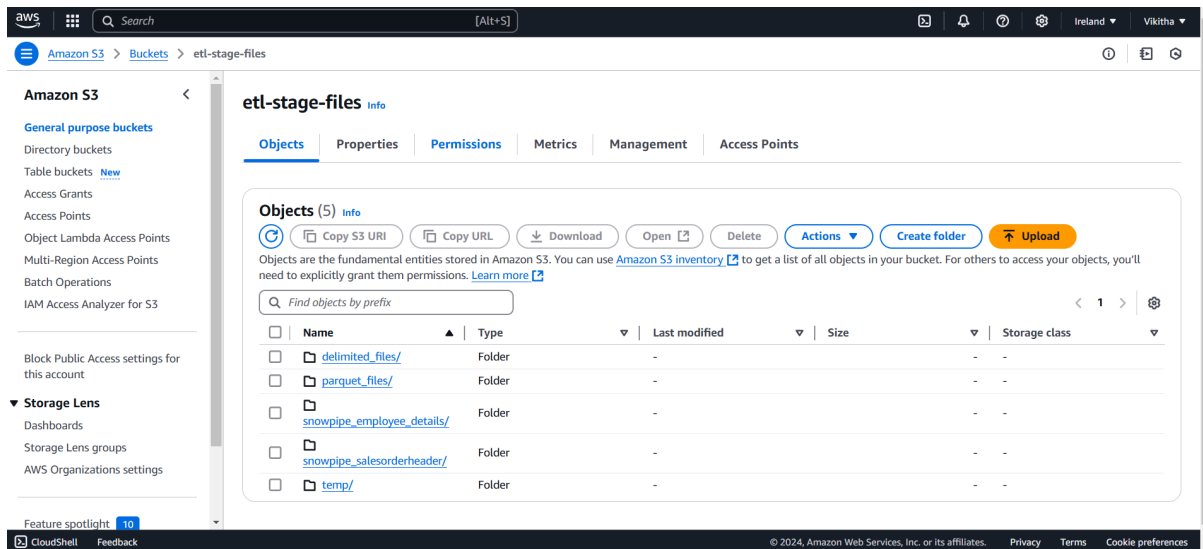 aws
Search [Alt+S]
Ireland ▼ Vikitha ▼
Amazon S3 > Buckets > etl-stage-files
Amazon S3
General purpose buckets
Directory buckets
Table buckets New
Access Grants
Access Points
Object Lambda Access Points
Multi-Region Access Points
Batch Operations
IAM Access Analyzer for S3
Block Public Access settings for
this account
▼ Storage Lens
Dashboards
Storage Lens groups
AWS Organizations settings
Feature spotlight 10
etl-stage-files Info
Objects Properties Permissions Metrics Management Access Points
Objects (5) Info
Copy S3 URI Copy URL Download Open Delete Actions ▼ Create folder Upload
Objects are the fundamental entities stored in Amazon S3. You can use Amazon S3 inventory to get a list of all objects in your bucket. For others to access your objects, you'll
need to explicitly grant them permissions. Learn more
Find objects by prefix
< 1 >
Name ▲ Type Last modified Size Storage class
delimited_files/ Folder - - -
parquet_files/ Folder - - -
snowpipe_employee_details/ Folder - - -
snowpipe_salesorderheader/ Folder - - -
temp/ Folder - - -
CloudShell Feedback © 2024, Amazon Web Services, Inc. or its affiliates. Privacy Terms Cookie preferences